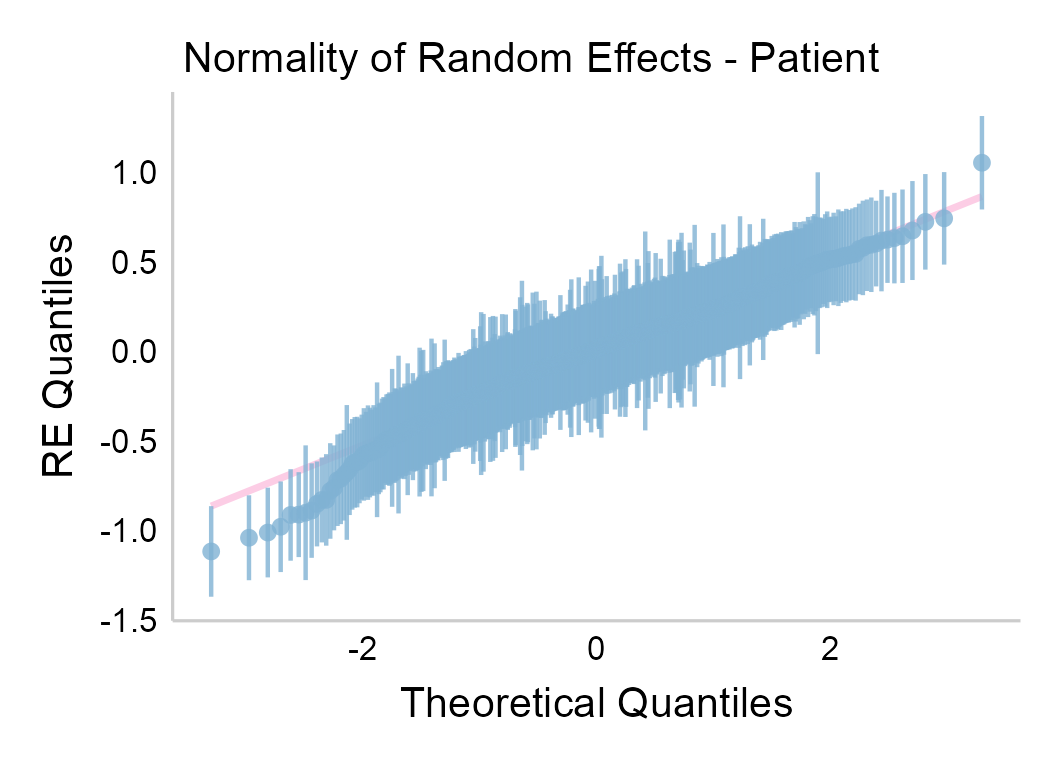 Normality of Random Effects - Patient
1.0
0.5
0.0
-0.5
-1.0
-1.5
RE Quantiles
-2 0 2
Theoretical Quantiles